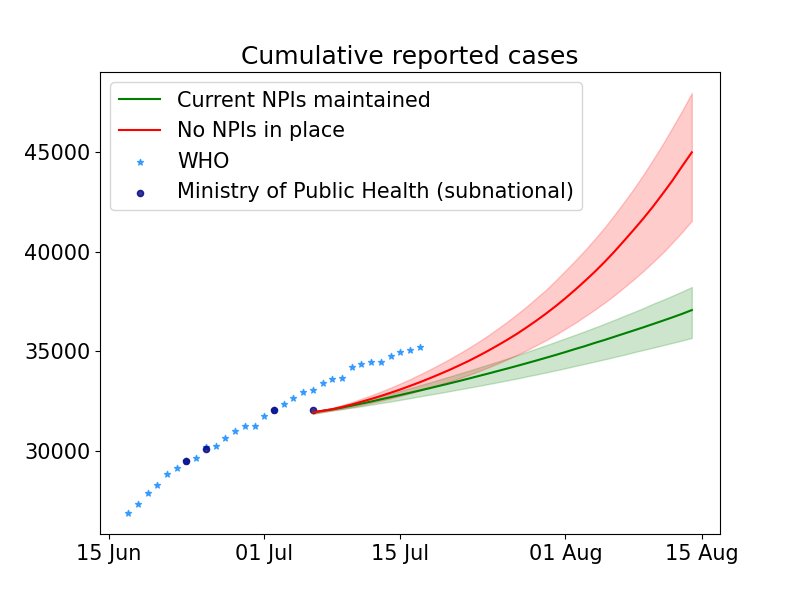 Cumulative reported cases
Current NPIs maintained
No NPIs in place
WHO
Ministry of Public Health (subnational)
45000
40000
35000
30000
15 Jun
01 Jul
15 Jul
01 Aug
15 Aug